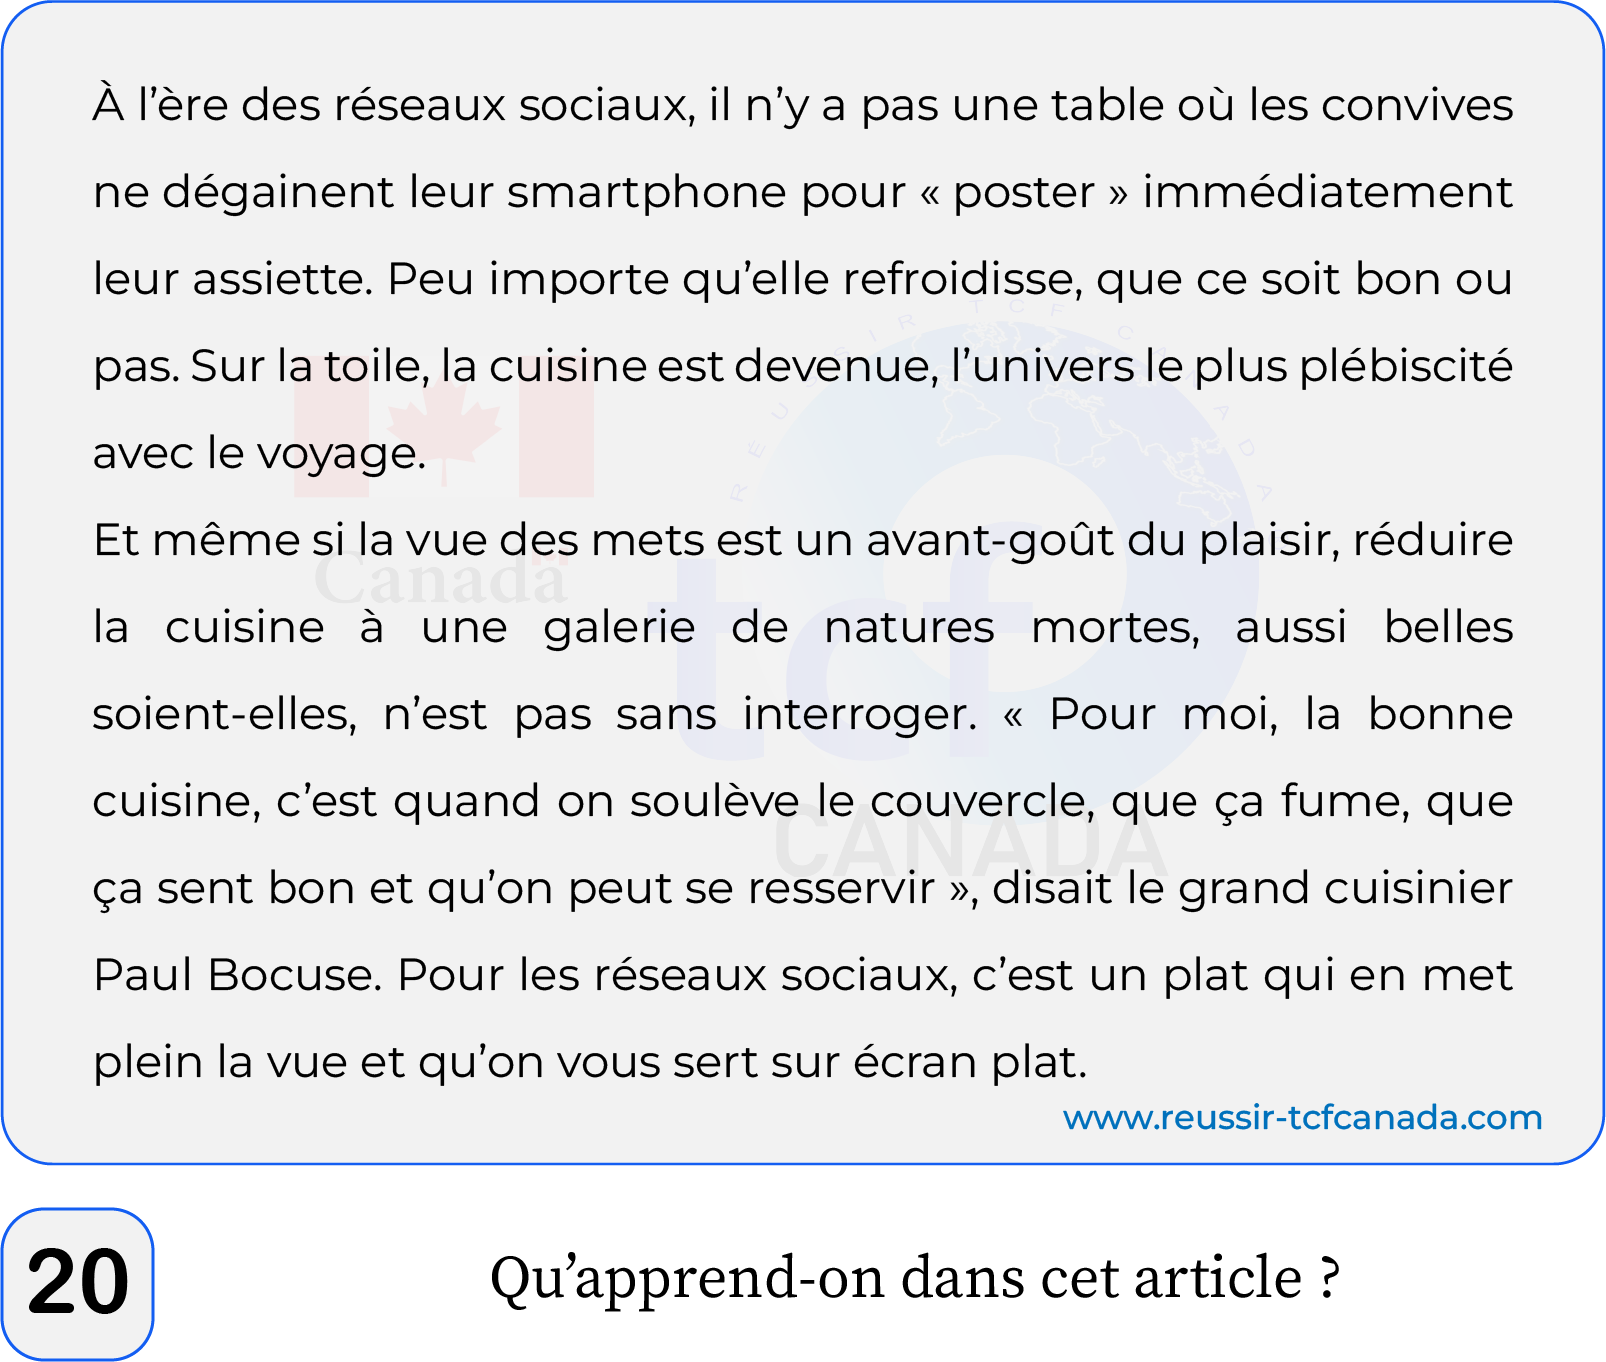 À l’ère des réseaux sociaux, il n’y a pas une table où les convives
ne dégainent leur smartphone pour « poster » immédiatement
leur assiette. Peu importe qu’elle refroidisse, que ce soit bon ou
pas. Sur la toile, la cuisine est devenue, l’univers le plus plébiscité
avec le voyage.
Et même si la vue des mets est un avant-goût du plaisir, réduire
la cuisine à une galerie de natures mortes, aussi belles
soient-elles, n’est pas sans interroger. « Pour moi, la bonne
cuisine, c’est quand on soulève le couvercle, que ça fume, que
ça sent bon et qu’on peut se resservir », disait le grand cuisinier
Paul Bocuse. Pour les réseaux sociaux, c’est un plat qui en met
plein la vue et qu’on vous sert sur écran plat.
RÉUSSIR TCF CANADA
Canada
tcf
CANADA
www.reussir-tcfcanada.com
20
Qu’apprend-on dans cet article ?